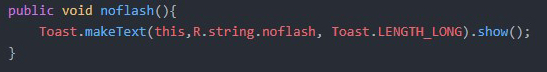 public void noflash(){
    Toast.makeText(this,R.string.noflash, Toast.LENGTH_LONG).show();
}